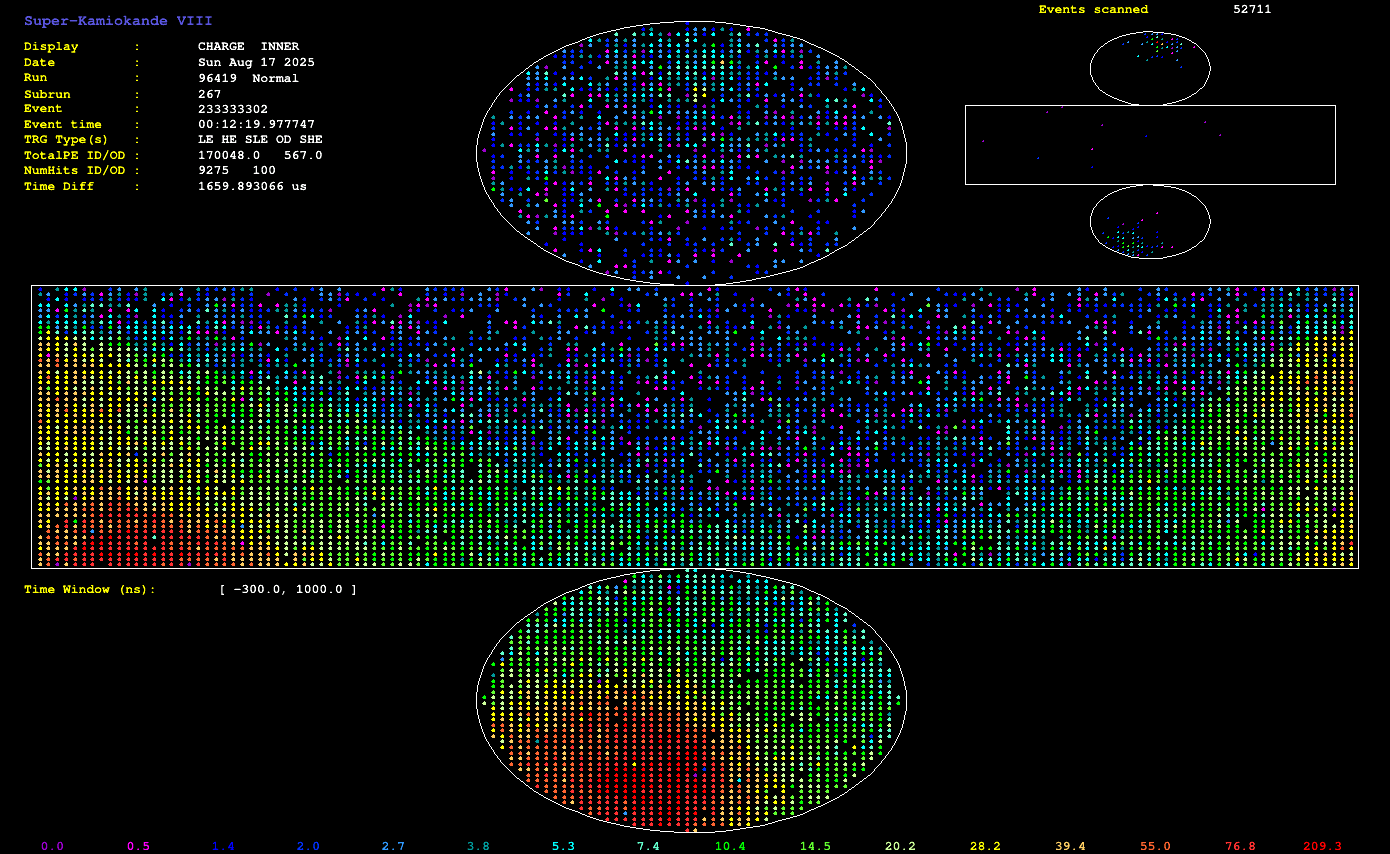 Super-Kamiokande VIII
Events scanned 52711
Display : CHARGE INNER
Date : Sun Aug 17 2025
Run : 96419 Normal
Subrun : 267
Event : 233333302
Event time : 00:12:19.977747
TRG Type(s) : LE HE SLE OD SHE
TotalPE ID/OD : 170048.0 567.0
NumHits ID/OD : 9275 100
Time Diff : 1659.893066 us
Time Window (ns): [ -300.0, 1000.0 ]
0.0 0.5 1.4 2.0 2.7 3.8 5.3 7.4 10.4 14.5 20.2 28.2 39.4 55.0 76.8 209.3